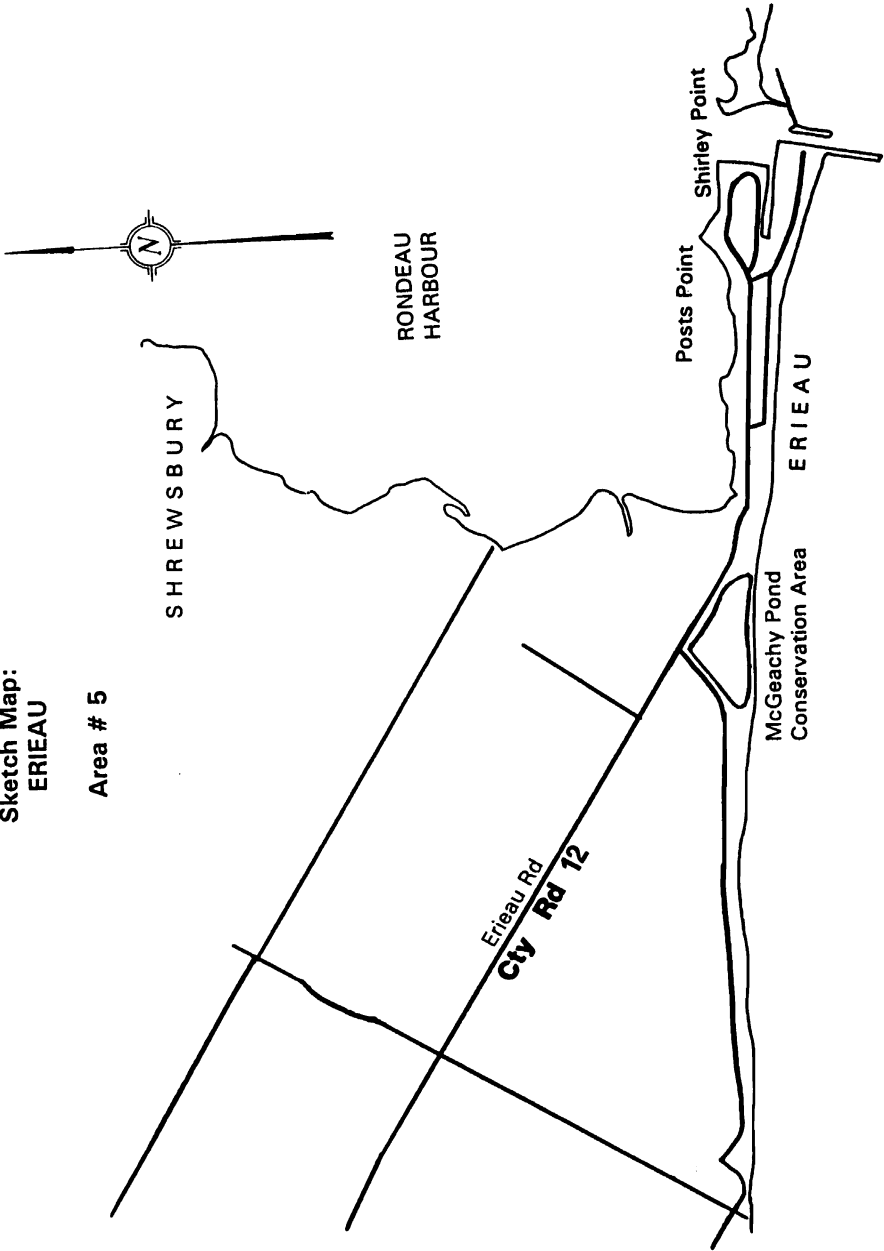 Sketch Map:
ERIEAU
Area # 5
SHREWSBURY
N
RONDEAU
HARBOUR
Shirley Point
Posts Point
ERIEAU
McGeachy Pond
Conservation Area
Erieau Rd
Cty Rd 12